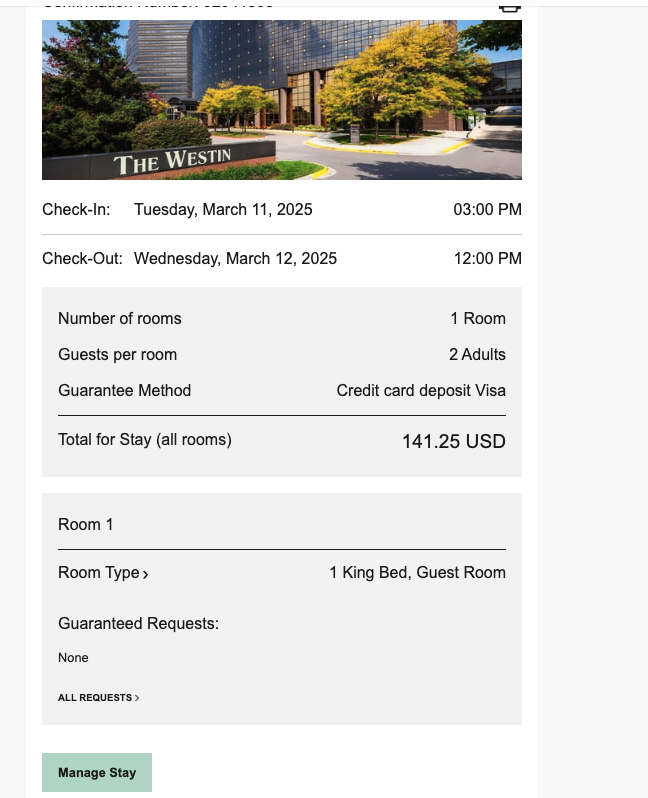 THE WESTIN
Check-In: Tuesday, March 11, 2025 03:00 PM
Check-Out: Wednesday, March 12, 2025 12:00 PM
Number of rooms 1 Room
Guests per room 2 Adults
Guarantee Method Credit card deposit Visa
Total for Stay (all rooms) 141.25 USD
Room 1
Room Type › 1 King Bed, Guest Room
Guaranteed Requests:
None
ALL REQUESTS ›
Manage Stay